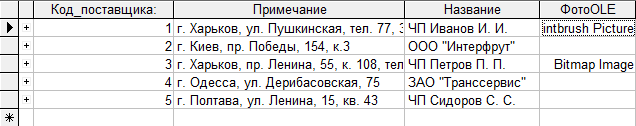 Код_поставщика: Примечание Название ФотоOLE
1 г. Харьков, ул. Пушкинская, тел. 77, ЧП Иванов И. И. intbrush Picture
2 г. Киев, пр. Победы, 154, к.3 ООО "Интерфрут"
3 г. Харьков, пр. Ленина, 55, к. 108, тел ЧП Петров П. П. Bitmap Image
4 г. Одесса, ул. Дерибасовская, 75 ЗАО "Транссервис"
5 г. Полтава, ул. Ленина, 15, кв. 43 ЧП Сидоров С. С.